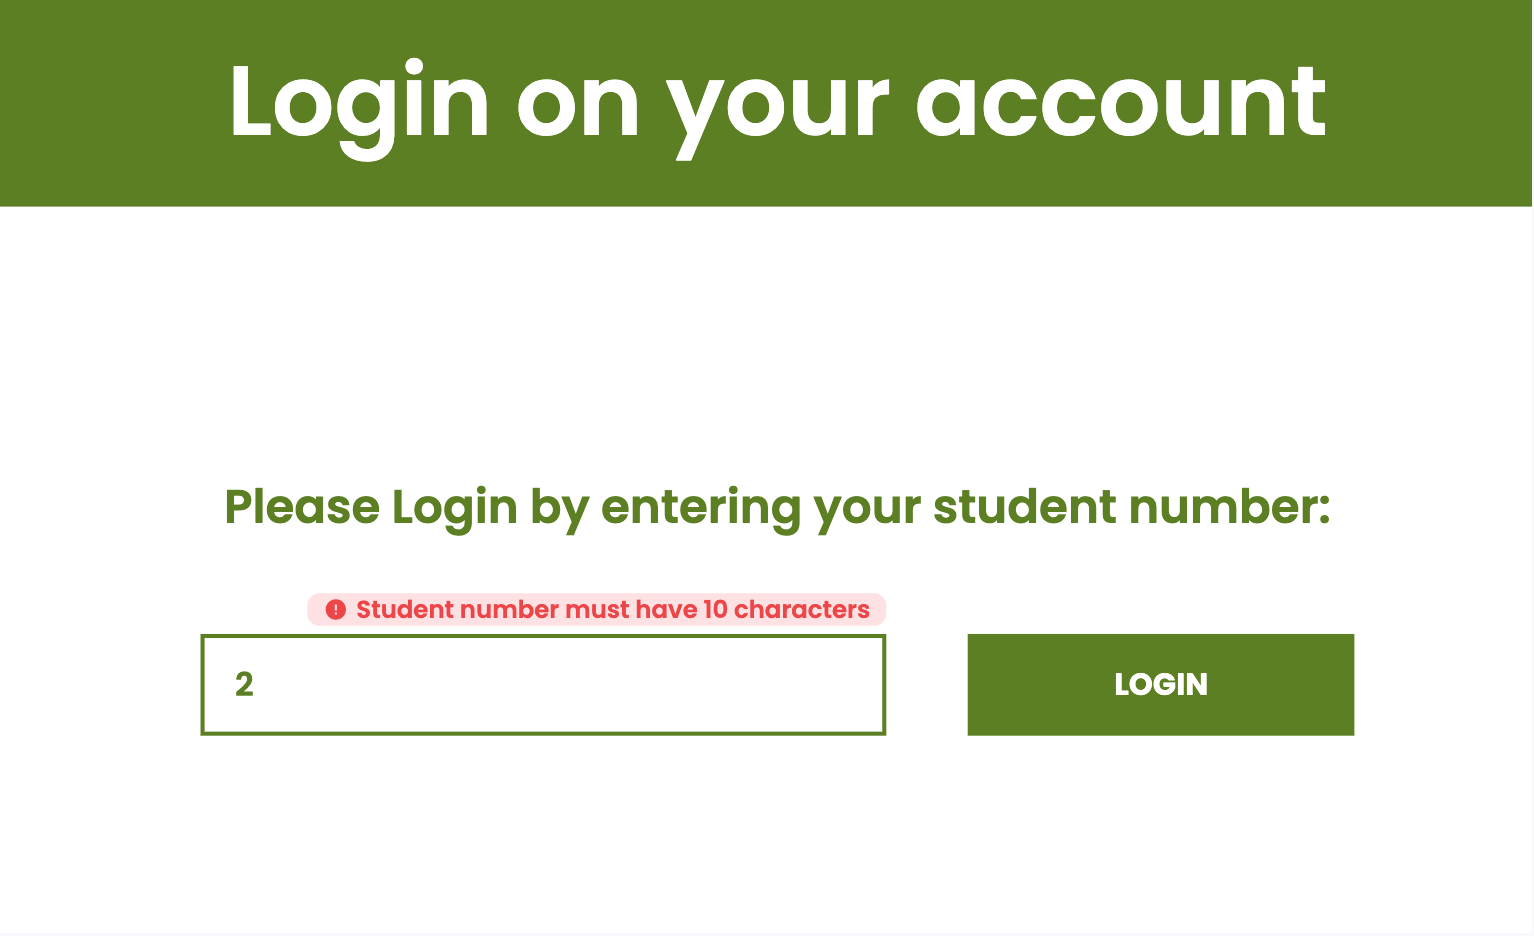 Login on your account
Please Login by entering your student number:
Student number must have 10 characters
2
LOGIN